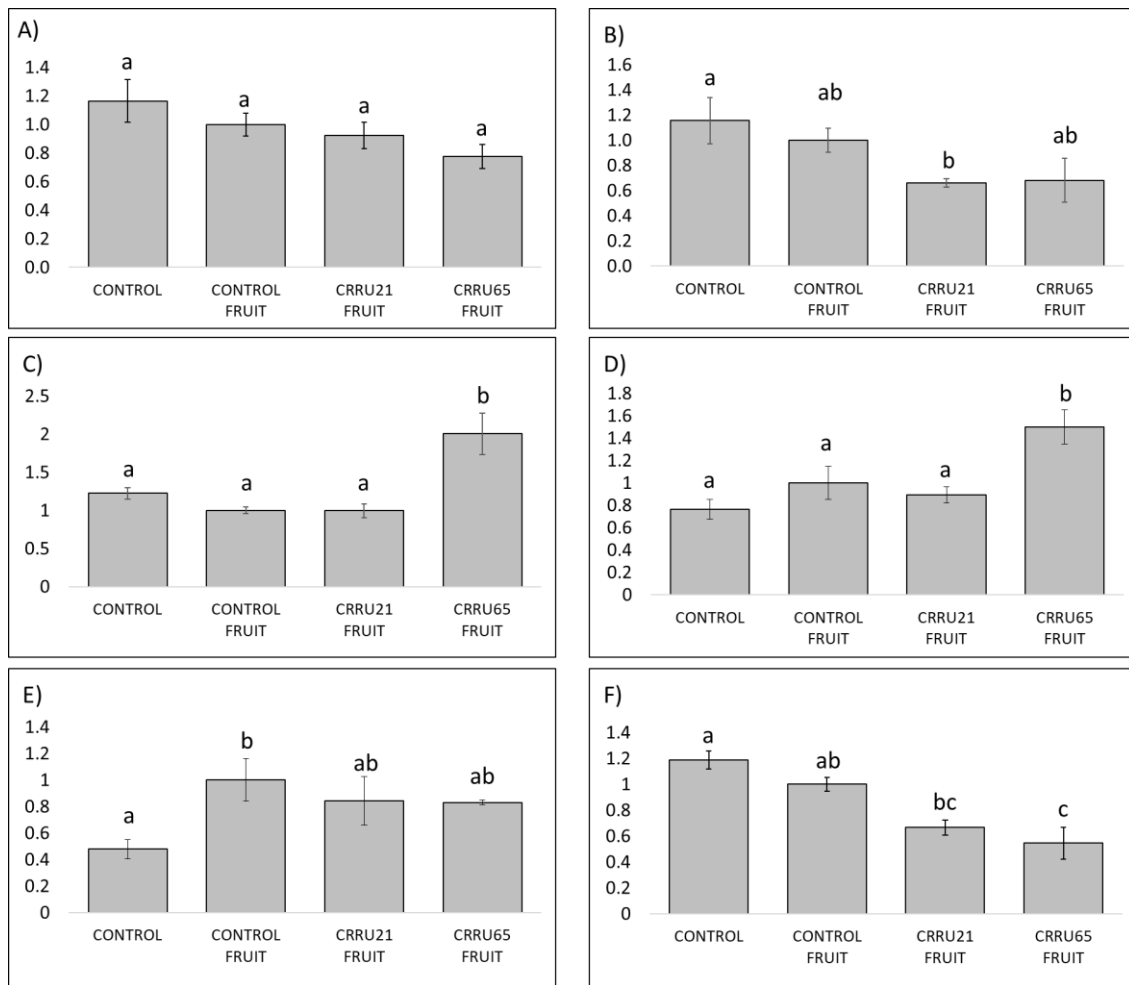 A)
1.4
1.2
1.0
0.8
0.6
0.4
0.2
0.0
a
a
a
a
CONTROL
CONTROL
FRUIT
CRRU21
FRUIT
CRRU65
FRUIT
B)
1.6
1.4
1.2
1.0
0.8
0.6
0.4
0.2
0.0
a
ab
b
ab
CONTROL
CONTROL
FRUIT
CRRU21
FRUIT
CRRU65
FRUIT
C)
2.5
2
1.5
1
0.5
0
a
a
a
b
CONTROL
CONTROL
FRUIT
CRRU21
FRUIT
CRRU65
FRUIT
D)
1.8
1.6
1.4
1.2
1
0.8
0.6
0.4
0.2
0
a
a
a
b
CONTROL
CONTROL
FRUIT
CRRU21
FRUIT
CRRU65
FRUIT
E)
1.4
1.2
1
0.8
0.6
0.4
0.2
0
a
b
ab
ab
CONTROL
CONTROL
FRUIT
CRRU21
FRUIT
CRRU65
FRUIT
F)
1.4
1.2
1
0.8
0.6
0.4
0.2
0
a
ab
bc
c
CONTROL
CONTROL
FRUIT
CRRU21
FRUIT
CRRU65
FRUIT